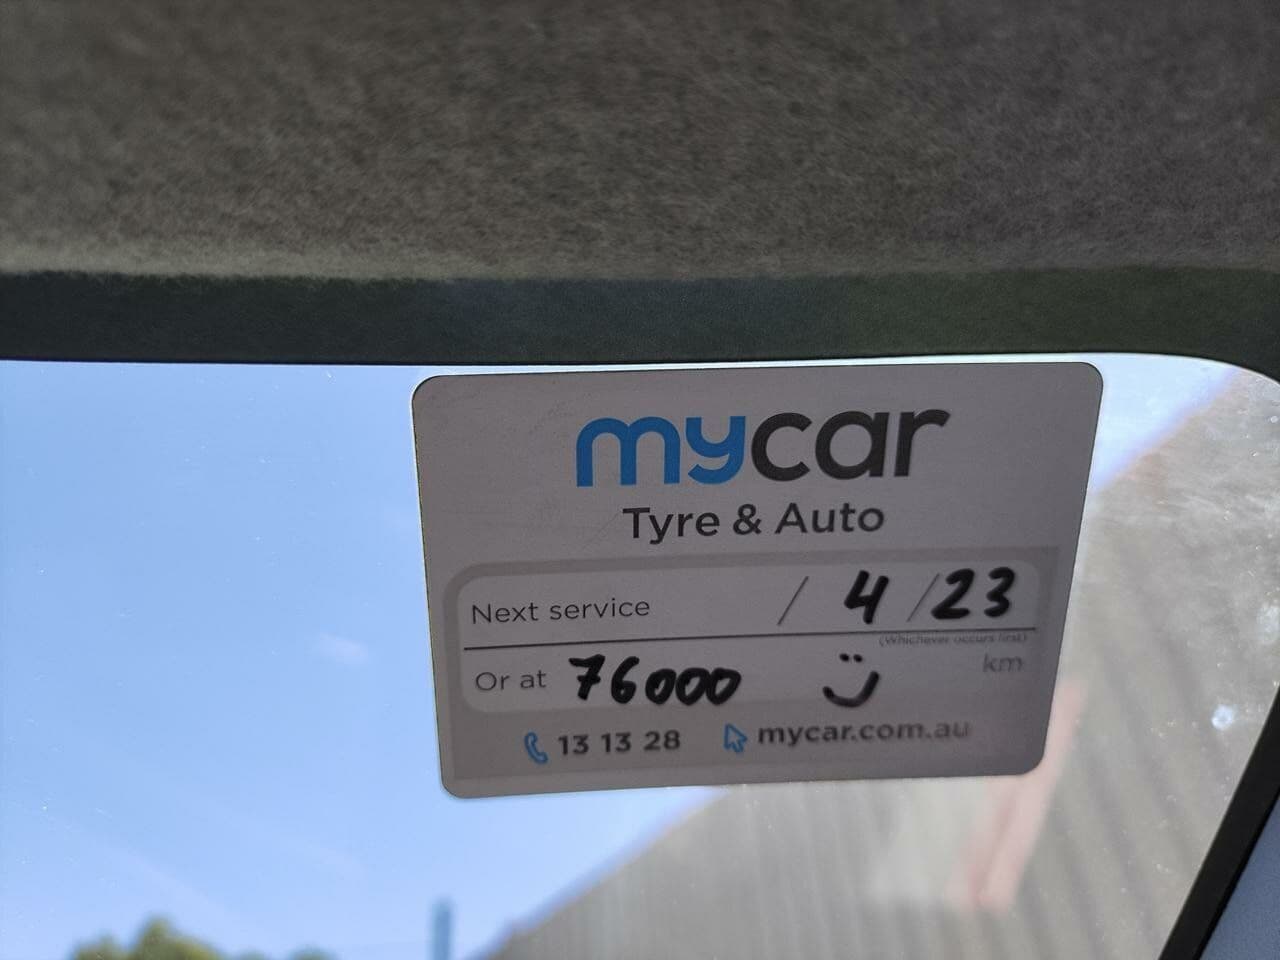 mycar
Tyre & Auto
Next service / 4 / 23
(Whichever occurs first)
Or at 76000 km
13 13 28 mycar.com.au